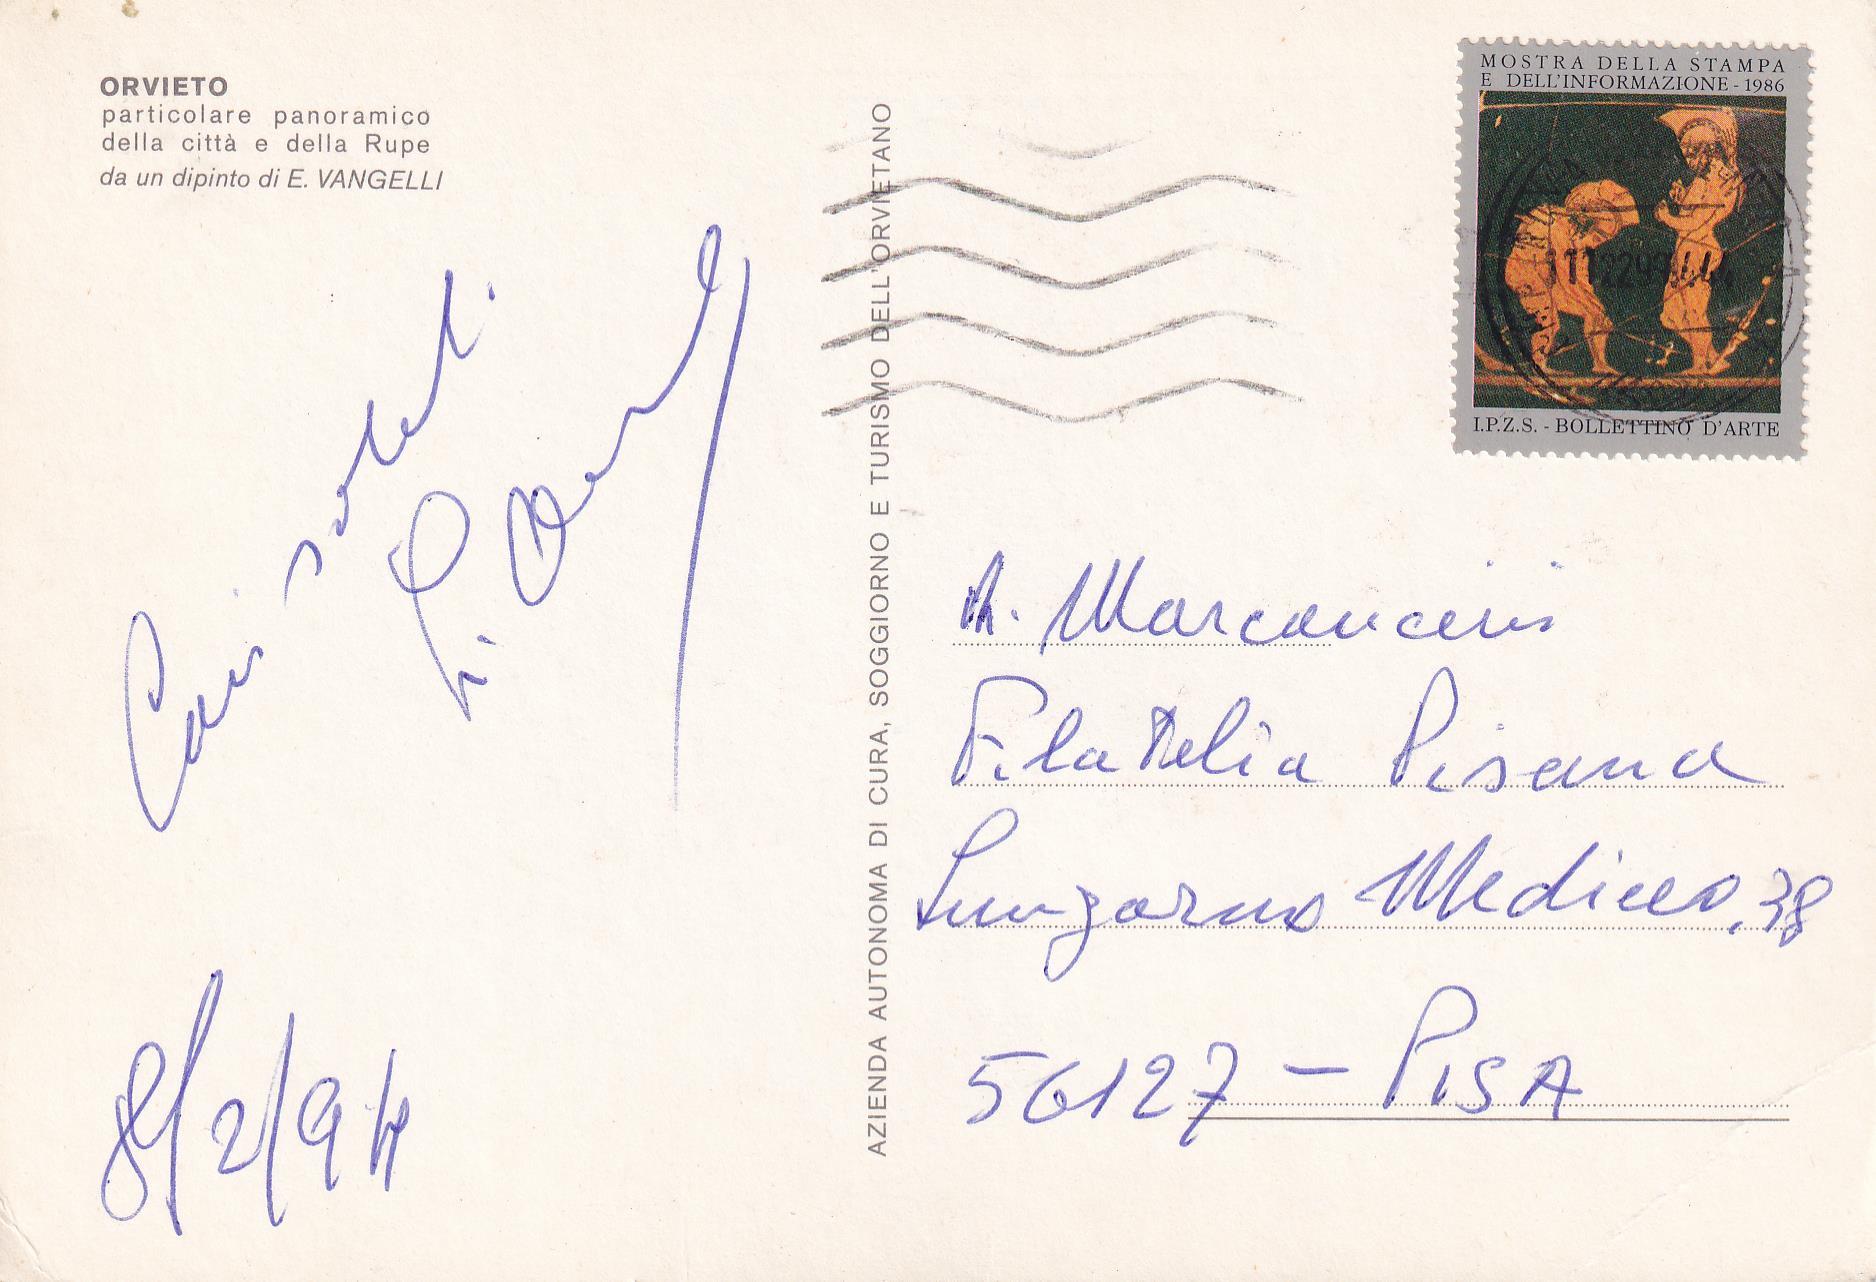 ORVIETO
particolare panoramico
della città e della Rupe
da un dipinto di E. VANGELLI
Cari saluti
8/2/94
AZIENDA AUTONOMA DI CURA, SOGGIORNO E TURISMO DELL'ORVIETANO
MOSTRA DELLA STAMPA
E DELL'INFORMAZIONE - 1986
I.P.Z.S. - BOLLETTINO D'ARTE
Filatelia Pisana
Lungarno Mediceo, 38
56127 - PISA